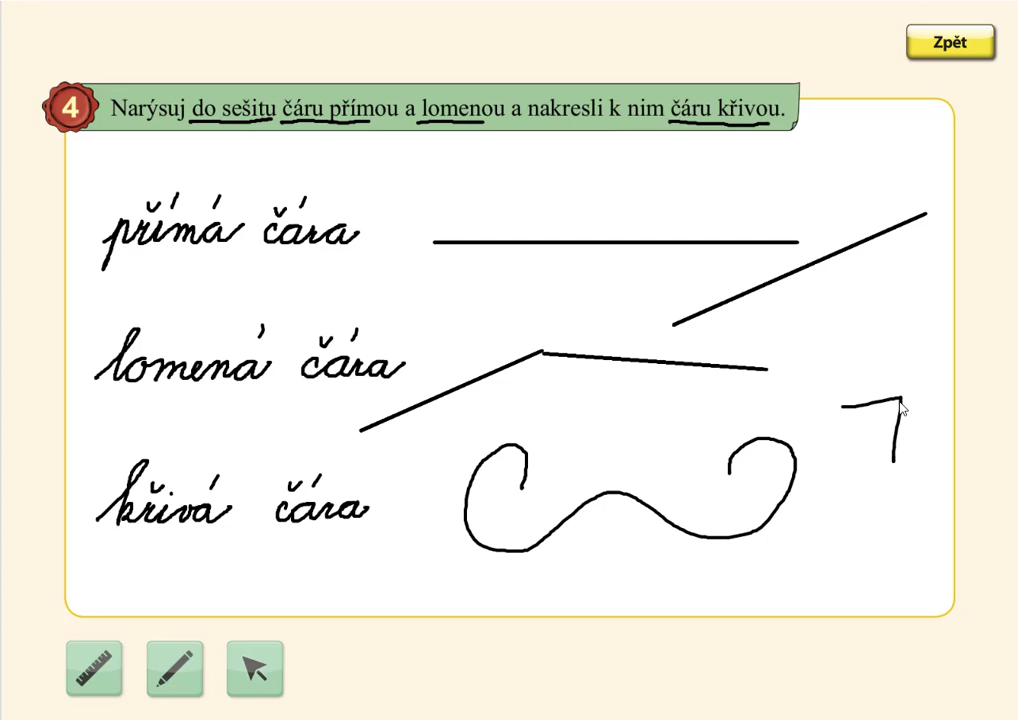 Zpět
4 Narýsuj do sešitu čáru přímou a lomenou a nakresli k nim čáru křivou.
přímá čára
lomená čára
křivá čára